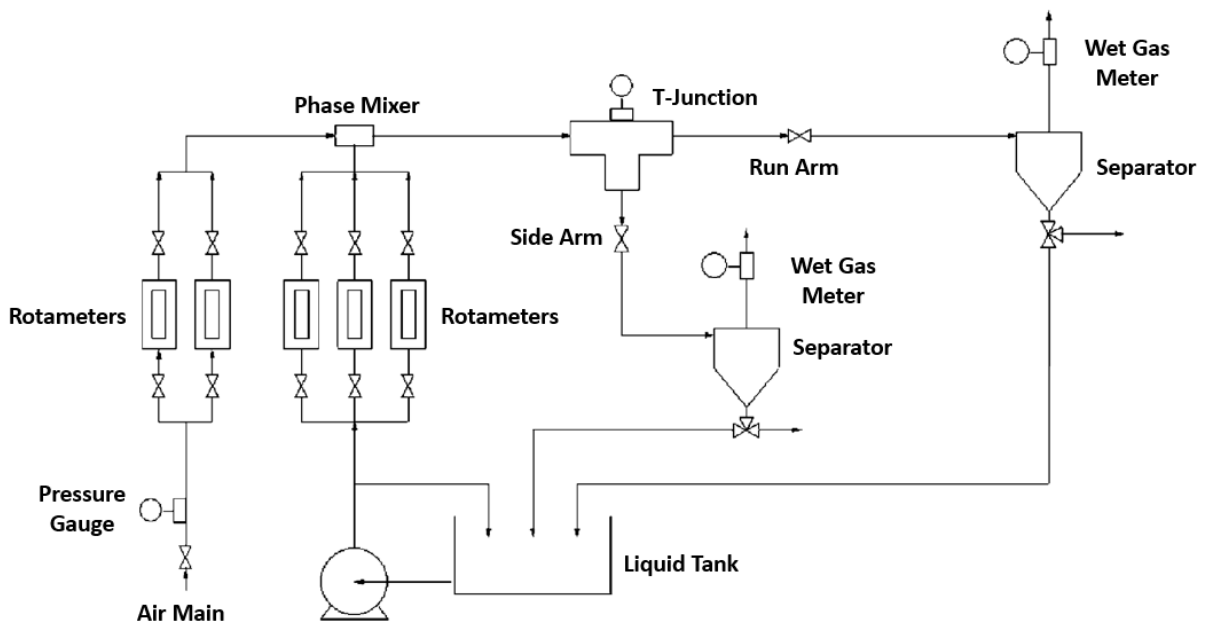 Wet Gas
Meter
Phase Mixer
T-Junction
Run Arm
Separator
Side Arm
Wet Gas
Meter
Rotameters
Rotameters
Separator
Pressure
Gauge
Liquid Tank
Air Main